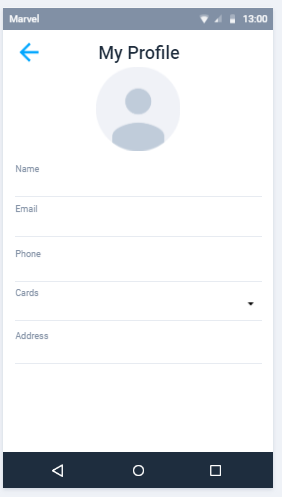 Marvel 13:00
My Profile
Name
Email
Phone
Cards
Address